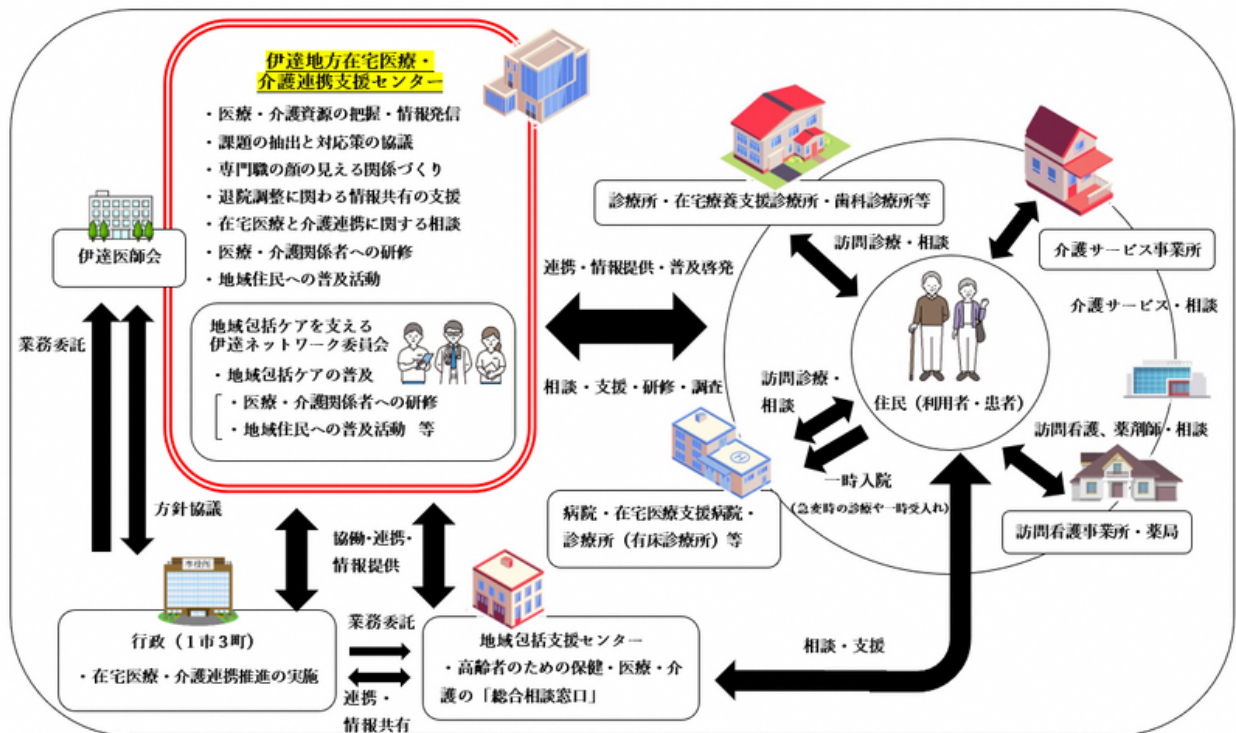 伊達地方在宅医療・
介護連携支援センター
・医療・介護資源の把握・情報発信
・課題の抽出と対応策の協議
・専門職の顔の見える関係づくり
・退院調整に関わる情報共有の支援
・在宅医療と介護連携に関する相談
・医療・介護関係者への研修
・地域住民への普及活動
地域包括ケアを支える
伊達ネットワーク委員会
・地域包括ケアの普及
・医療・介護関係者への研修
・地域住民への普及活動 等
伊達医師会
業務委託
方針協議
連携・情報提供・普及啓発
相談・支援・研修・調査
診療所・在宅療養支援診療所・歯科診療所等
訪問診療・相談
介護サービス事業所
介護サービス・相談
住民（利用者・患者）
訪問診療・
相談
一時入院
（急変時の診療や一時受入れ）
訪問看護、薬剤師・相談
訪問看護事業所・薬局
病院・在宅医療支援病院・
診療所（有床診療所）等
協働・連携・
情報提供
市役所
行政（１市３町）
・在宅医療・介護連携推進の実施
業務委託
連携・
情報共有
地域包括支援センター
・高齢者のための保健・医療・介
護の「総合相談窓口」
相談・支援